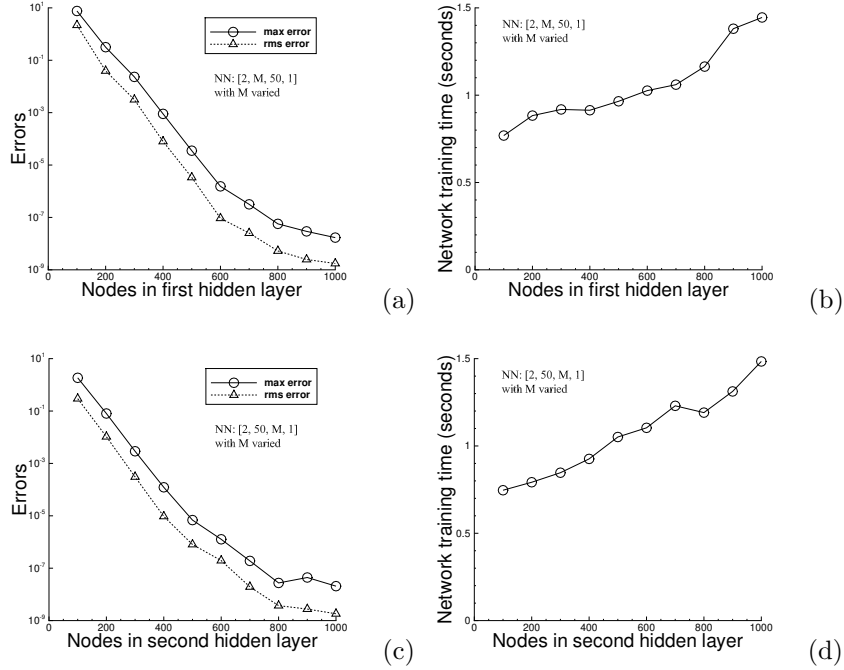 10^1
10^-1
10^-3
10^-5
10^-7
10^-9
Errors
max error
rms error
NN: [2, M, 50, 1]
with M varied
0 200 400 600 800 1000
Nodes in first hidden layer
(a)
1.5
1
0.5
0
Network training time (seconds)
NN: [2, M, 50, 1]
with M varied
0 200 400 600 800 1000
Nodes in first hidden layer
(b)
10^1
10^-1
10^-3
10^-5
10^-7
10^-9
Errors
max error
rms error
NN: [2, 50, M, 1]
with M varied
0 200 400 600 800 1000
Nodes in second hidden layer
(c)
1.5
1
0.5
0
Network training time (seconds)
NN: [2, 50, M, 1]
with M varied
0 200 400 600 800 1000
Nodes in second hidden layer
(d)